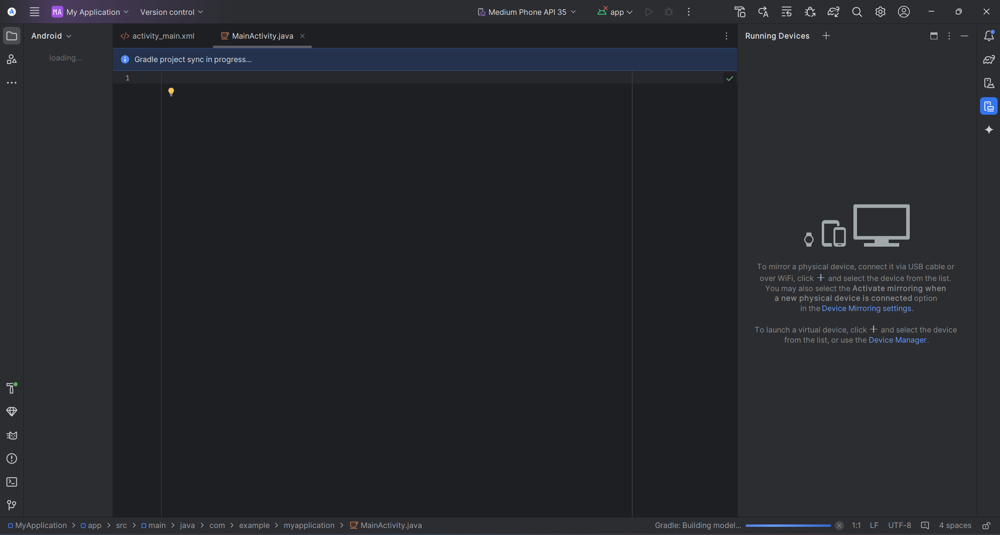 MA My Application Version control Medium Phone API 35 app
Android
loading...
activity_main.xml MainActivity.java
Gradle project sync in progress...
1
Running Devices
To mirror a physical device, connect it via USB cable or
over WiFi, click + and select the device from the list.
You may also select the Activate mirroring when
a new physical device is connected option
in the Device Mirroring settings.
To launch a virtual device, click + and select the device
from the list, or use the Device Manager.
MyApplication > app > src > main > java > com > example > myapplication > MainActivity.java Gradle: Building model... 1:1 LF UTF-8 4 spaces